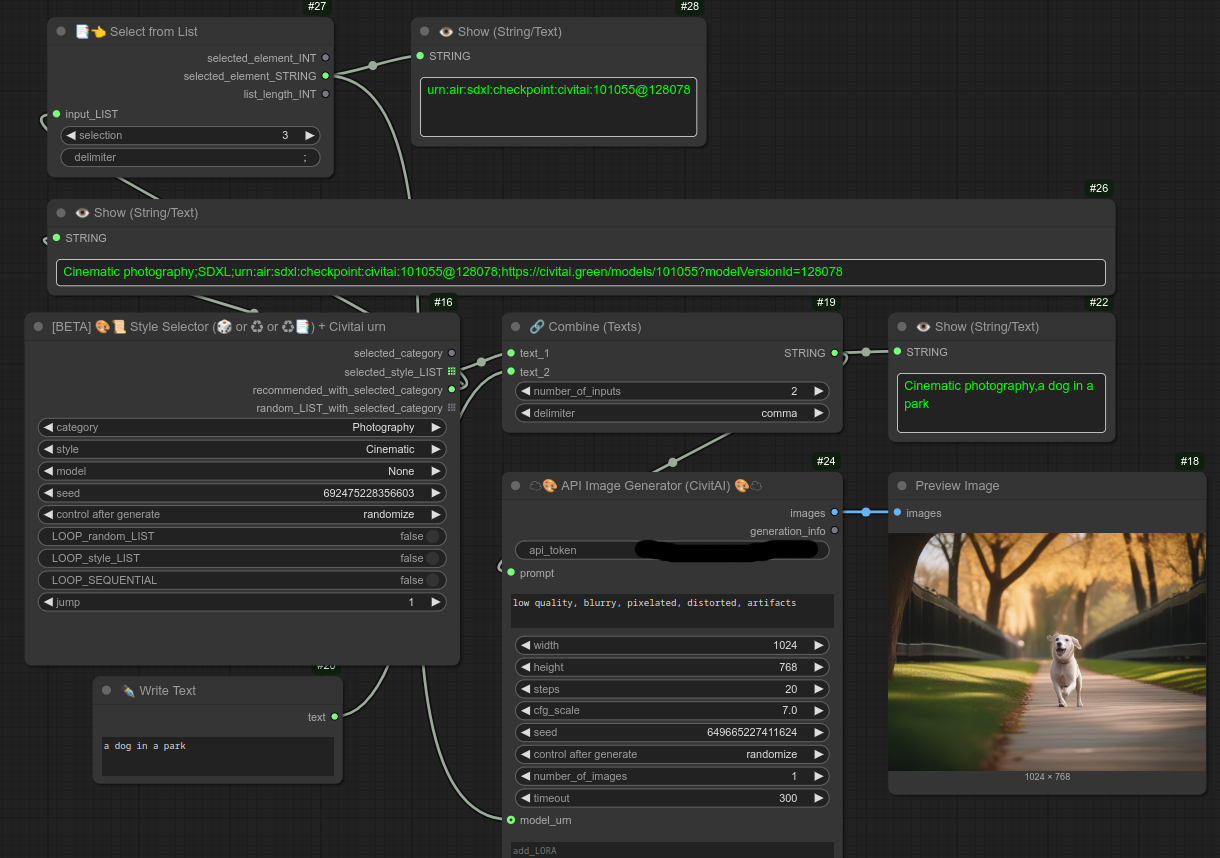 #27
Select from List
selected_element_INT
selected_element_STRING
list_length_INT
input_LIST
selection 3
delimiter ;
#28
Show (String/Text)
STRING
urn:air:sdxl:checkpoint:civitai:101055@128078
#26
Show (String/Text)
STRING
Cinematic photography;SDXL;urn:air:sdxl:checkpoint:civitai:101055@128078;https://civitai.green/models/101055?modelVersionId=128078
#16
[BETA] Style Selector ( or or ) + Civitai urn
selected_category
selected_style_LIST
recommended_with_selected_category
random_LIST_with_selected_category
category Photography
style Cinematic
model None
seed 692475228356603
control after generate randomize
LOOP_random_LIST false
LOOP_style_LIST false
LOOP_SEQUENTIAL false
jump 1
#20
Write Text
text
a dog in a park
#19
Combine (Texts)
text_1 STRING
text_2
number_of_inputs 2
delimiter comma
#22
Show (String/Text)
STRING
Cinematic photography,a dog in a
park
#24
API Image Generator (CivitAI)
images
generation_info
api_token
prompt
low quality, blurry, pixelated, distorted, artifacts
width 1024
height 768
steps 20
cfg_scale 7.0
seed 649665227411624
control after generate randomize
number_of_images 1
timeout 300
model_urn
add_LORA
#18
Preview Image
images
1024 × 768